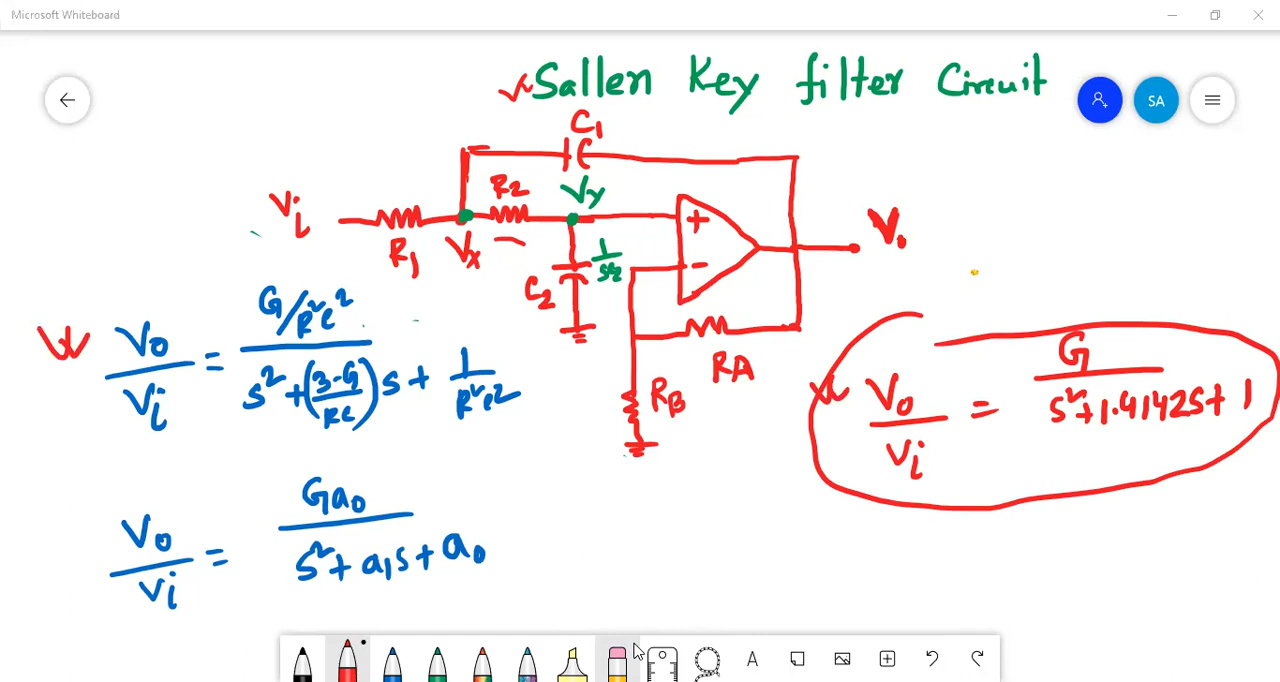 Microsoft Whiteboard
Sallen Key filter Circuit
SA
C1
R2
Vy
Vi
R1
Vx
1/SC2
C2
+
-
Vo
RA
RB
Vo/Vi = G/R²C² / s² + (3-G/RC)s + 1/R²C²
Vo/Vi = G / s² + 1.4142s + 1
Vo/Vi = Ga0 / s² + a1s + a0
A